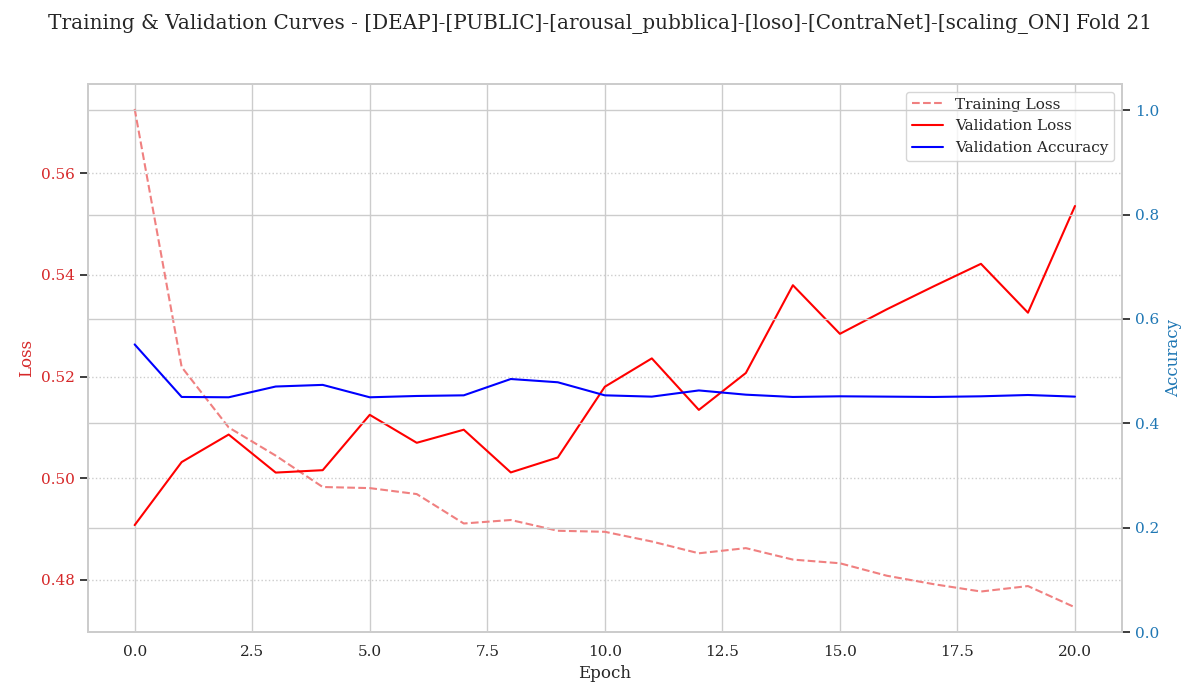 Training & Validation Curves - [DEAP]-[PUBLIC]-[arousal_pubblica]-[loso]-[ContraNet]-[scaling_ON] Fold 21
Training Loss
Validation Loss
Validation Accuracy
Loss
0.56
0.54
0.52
0.50
0.48
1.0
0.8
0.6
0.4
0.2
0.0
Accuracy
0.0
2.5
5.0
7.5
10.0
12.5
15.0
17.5
20.0
Epoch